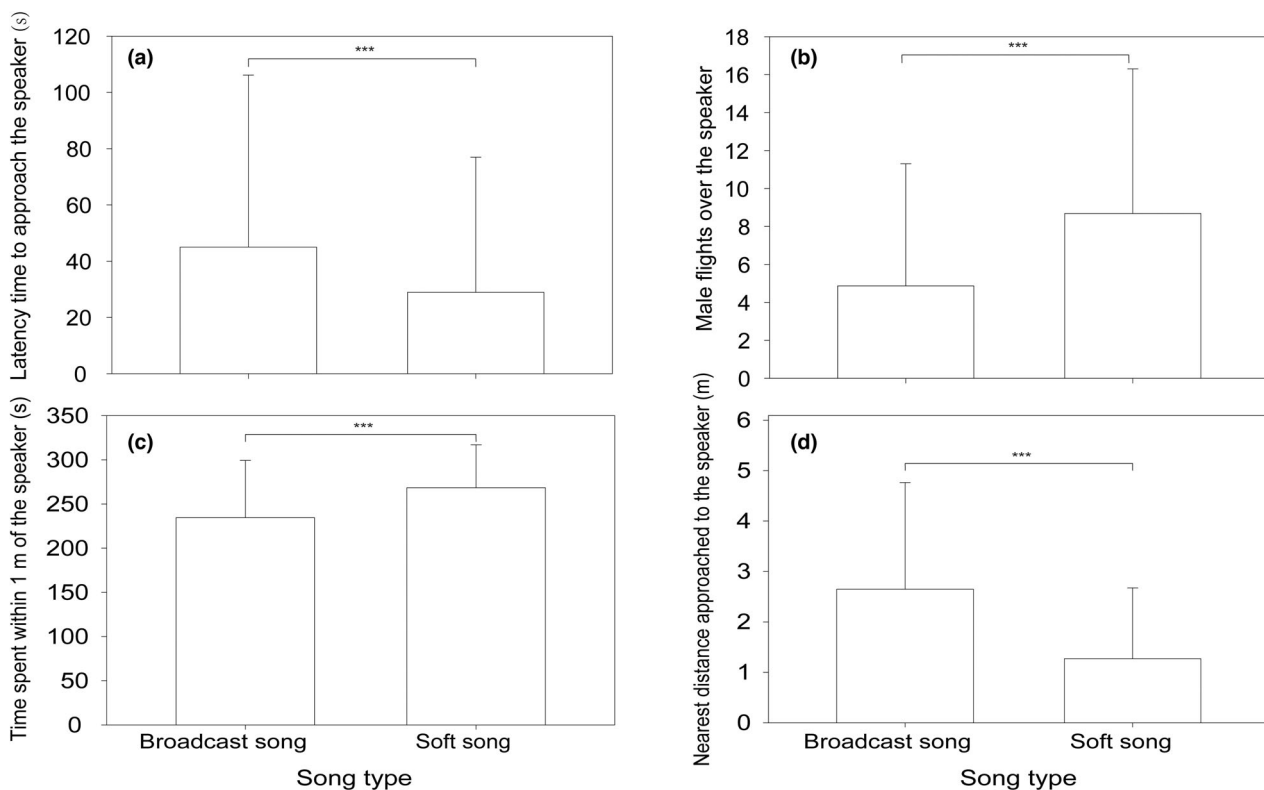 Latency time to approach the speaker (s)
120
100
80
60
40
20
0
(a)
***
Male flights over the speaker
18
16
14
12
10
8
6
4
2
0
(b)
***
Time spent within 1 m of the speaker (s)
350
300
250
200
150
100
50
0
(c)
***
Broadcast song
Soft song
Song type
Nearest distance approached to the speaker (m)
6
5
4
3
2
1
0
(d)
***
Broadcast song
Soft song
Song type